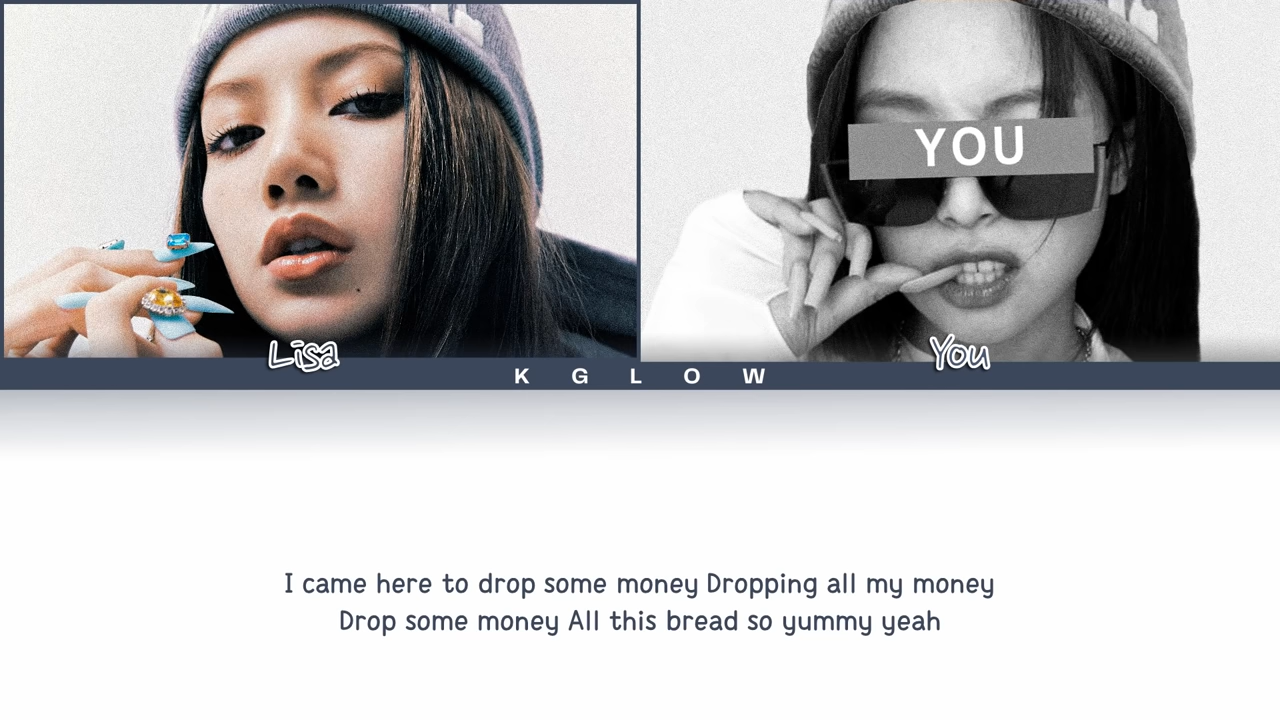 YOU
Lisa
You
K G L O W
I came here to drop some money Dropping all my money
Drop some money All this bread so yummy yeah